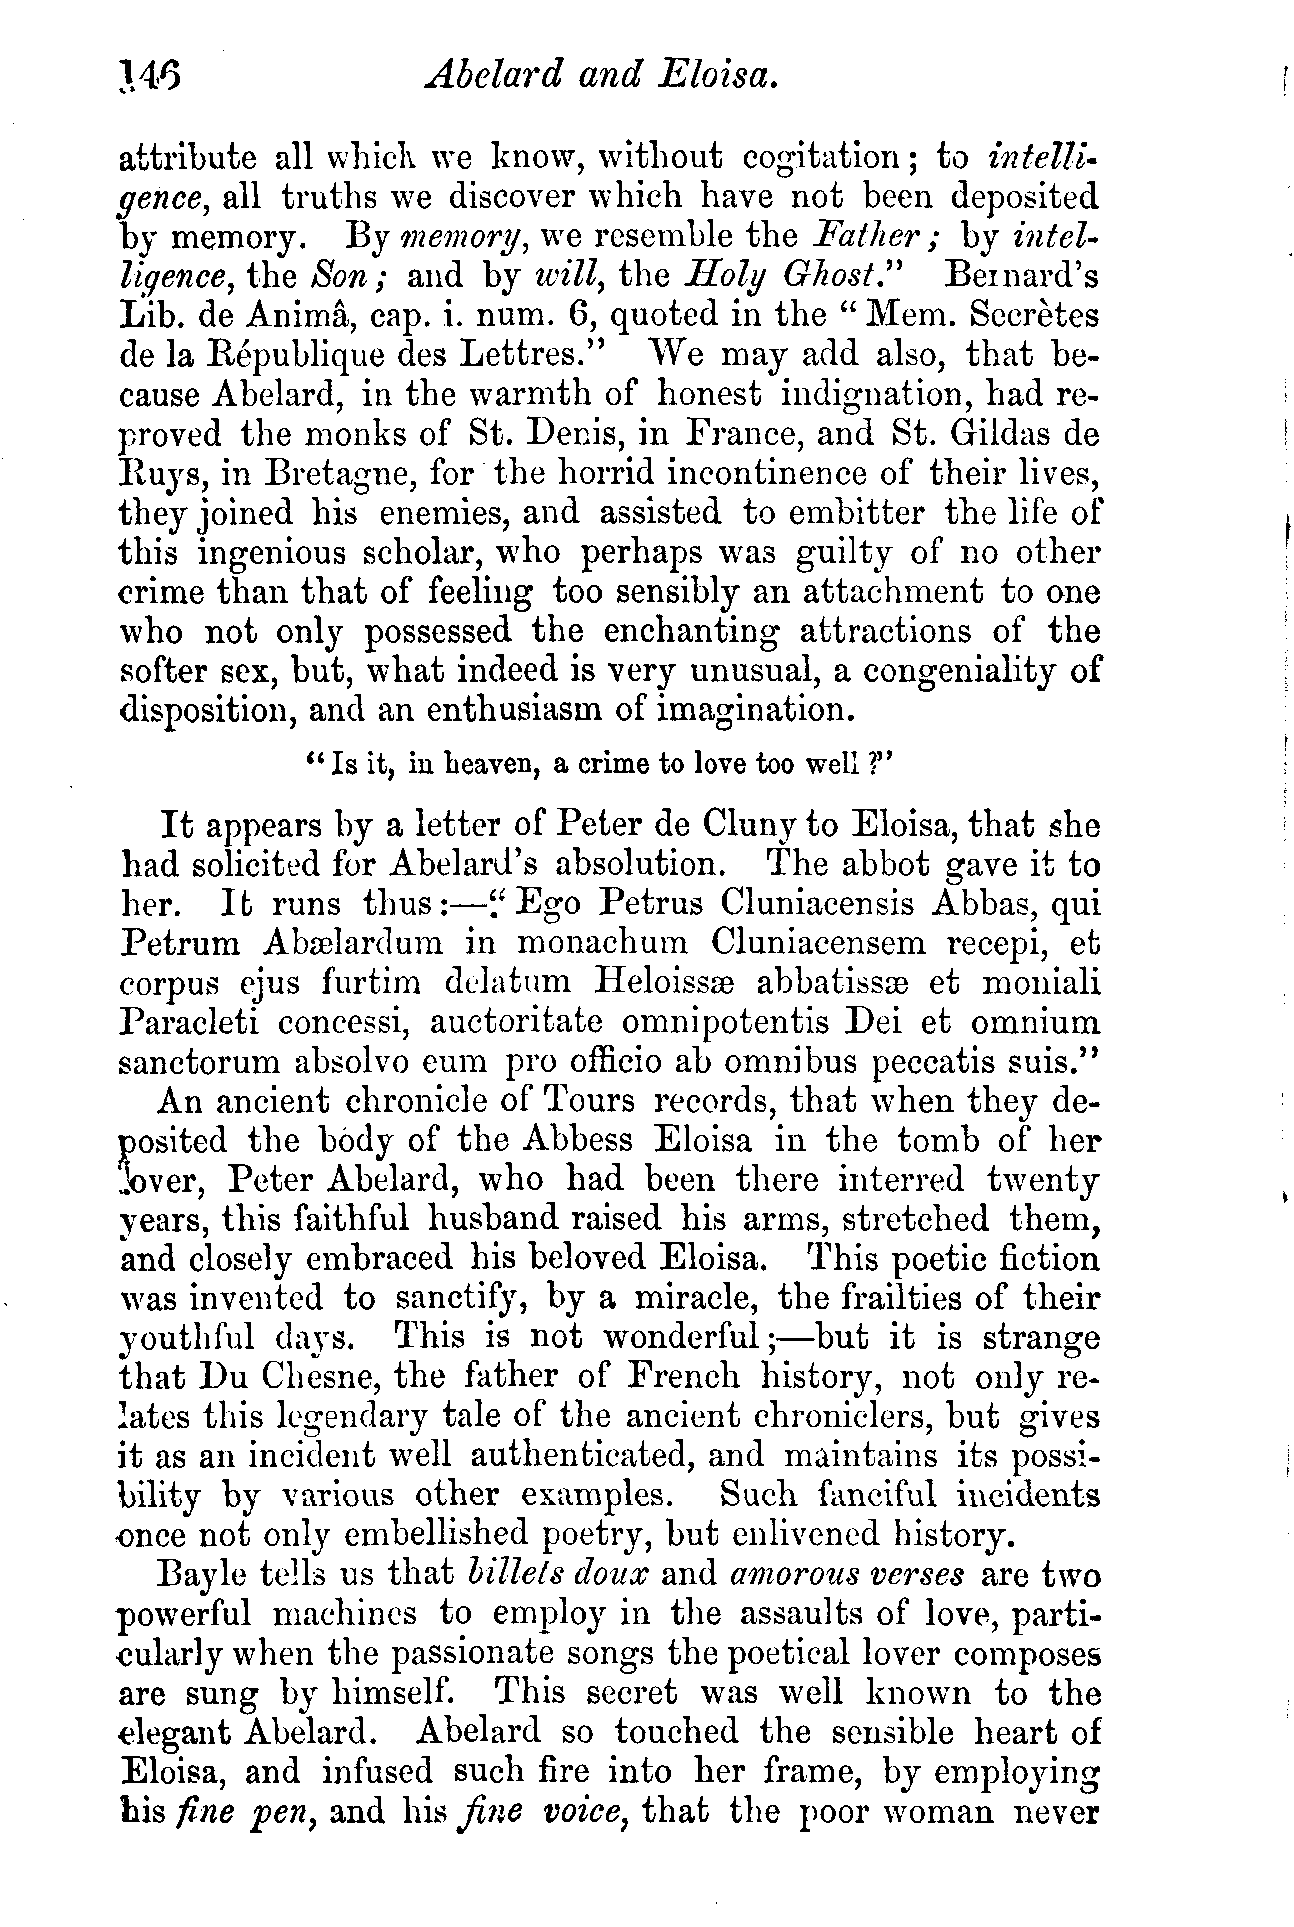 146 Abelard and Eloisa.
attribute all which we know, without cogitation; to intelli-
gence, all truths we discover which have not been deposited
by memory. By memory, we resemble the Father; by intel-
ligence, the Son; and by will, the Holy Ghost." Bernard's
Lib. de Animâ, cap. i. num. 6, quoted in the "Mem. Secrètes
de la République des Lettres." We may add also, that be-
cause Abelard, in the warmth of honest indignation, had re-
proved the monks of St. Denis, in France, and St. Gildas de
Ruys, in Bretagne, for the horrid incontinence of their lives,
they joined his enemies, and assisted to embitter the life of
this ingenious scholar, who perhaps was guilty of no other
crime than that of feeling too sensibly an attachment to one
who not only possessed the enchanting attractions of the
softer sex, but, what indeed is very unusual, a congeniality of
disposition, and an enthusiasm of imagination.
"Is it, in heaven, a crime to love too well?"
It appears by a letter of Peter de Cluny to Eloisa, that she
had solicited for Abelard's absolution. The abbot gave it to
her. It runs thus:—"Ego Petrus Cluniacensis Abbas, qui
Petrum Abælardum in monachum Cluniacensem recepi, et
corpus ejus furtim delatum Heloissæ abbatissæ et moniali
Paracleti concessi, auctoritate omnipotentis Dei et omnium
sanctorum absolvo eum pro officio ab omnibus peccatis suis."
An ancient chronicle of Tours records, that when they de-
posited the body of the Abbess Eloisa in the tomb of her
lover, Peter Abelard, who had been there interred twenty
years, this faithful husband raised his arms, stretched them,
and closely embraced his beloved Eloisa. This poetic fiction
was invented to sanctify, by a miracle, the frailties of their
youthful days. This is not wonderful;—but it is strange
that Du Chesne, the father of French history, not only re-
lates this legendary tale of the ancient chroniclers, but gives
it as an incident well authenticated, and maintains its possi-
bility by various other examples. Such fanciful incidents
once not only embellished poetry, but enlivened history.
Bayle tells us that billets doux and amorous verses are two
powerful machines to employ in the assaults of love, parti-
cularly when the passionate songs the poetical lover composes
are sung by himself. This secret was well known to the
elegant Abelard. Abelard so touched the sensible heart of
Eloisa, and infused such fire into her frame, by employing
his fine pen, and his fine voice, that the poor woman never